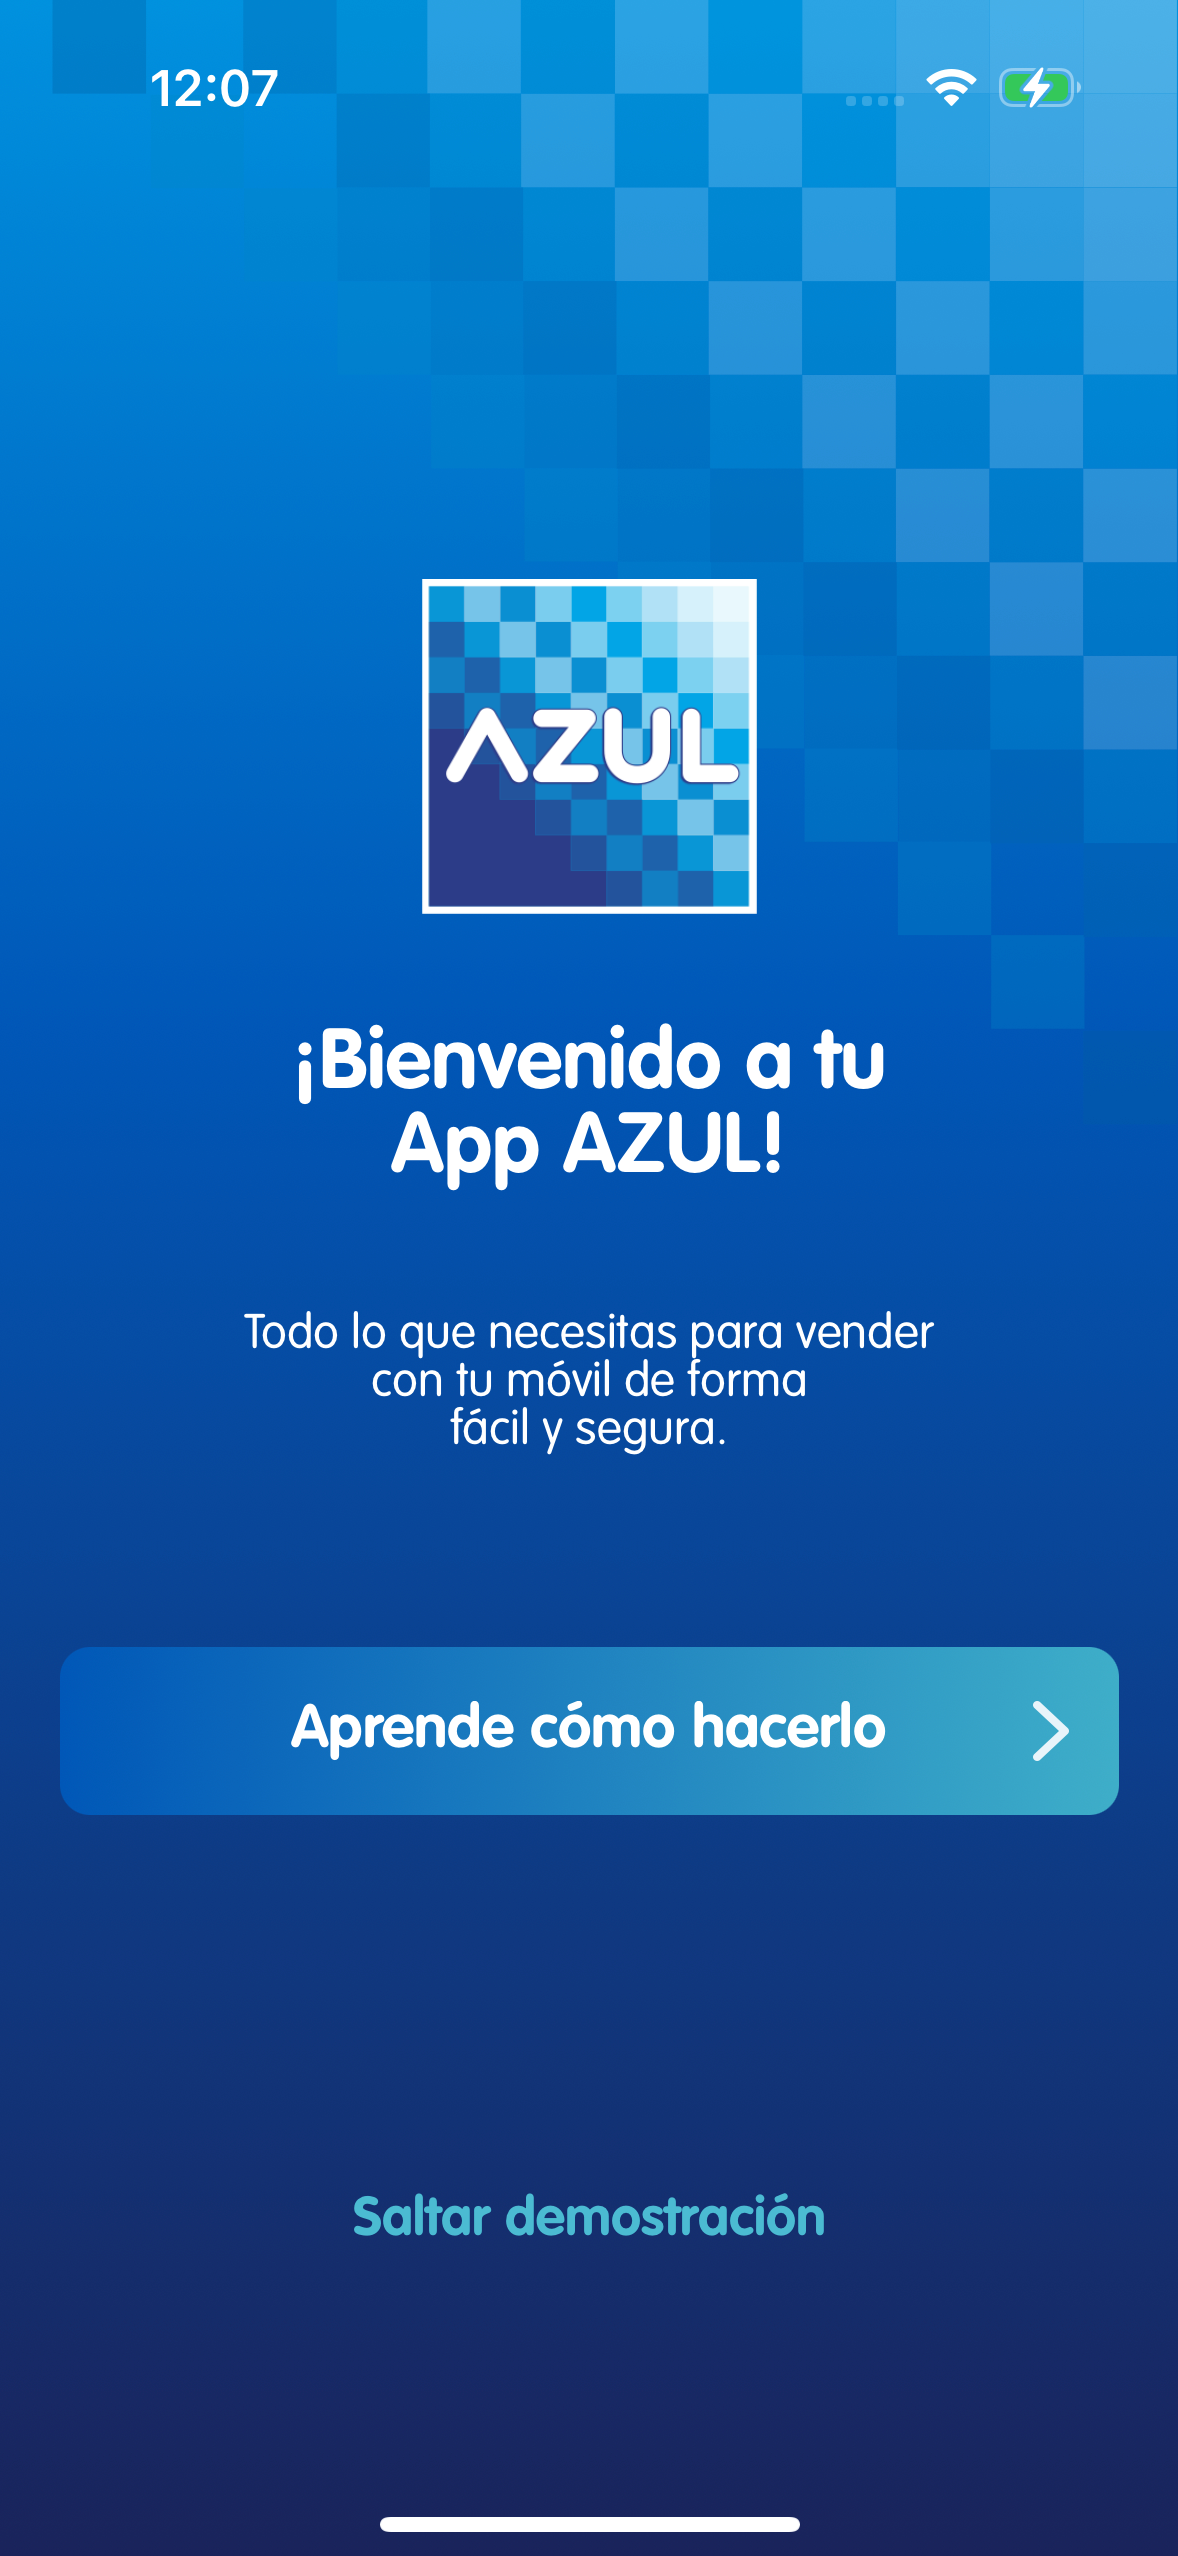 12:07
AZUL
¡Bienvenido a tu
App AZUL!
Todo lo que necesitas para vender
con tu móvil de forma
fácil y segura.
Aprende cómo hacerlo
Saltar demostración